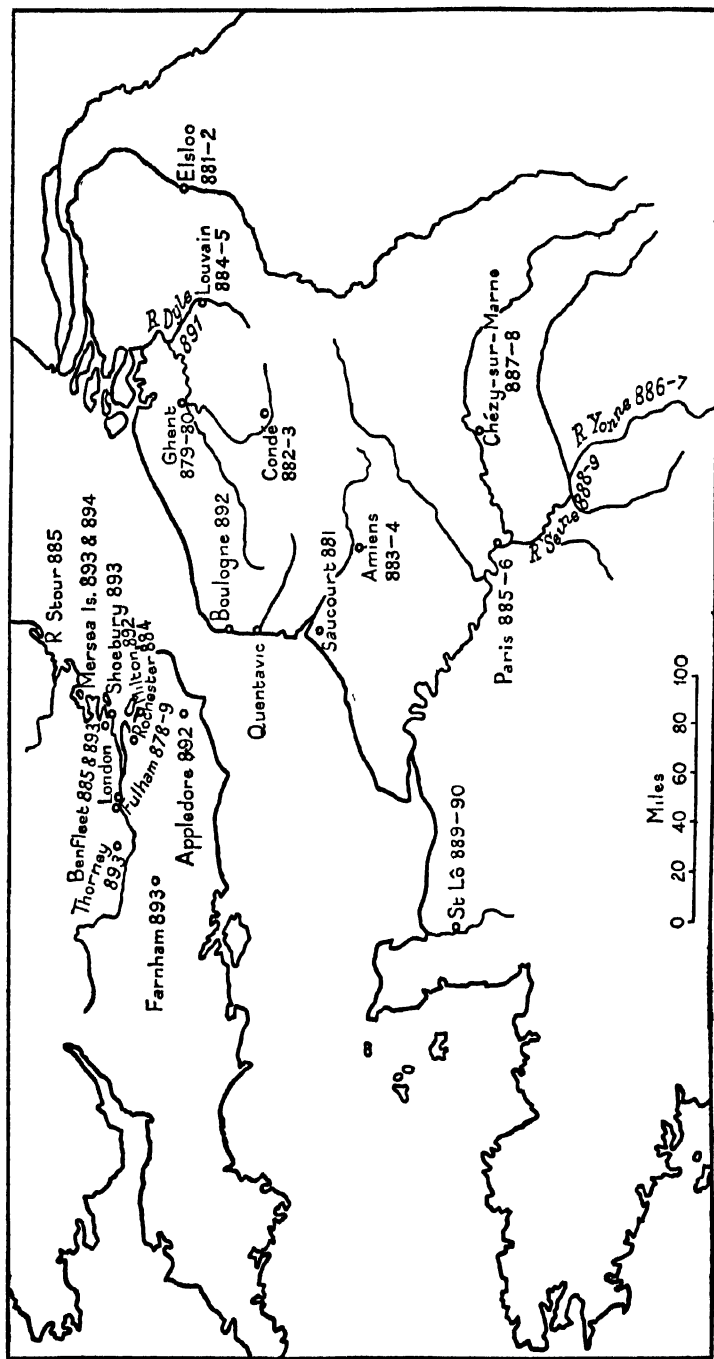 R Stour 885
Mersea Is. 893 & 894
Shoebury 893
Benfleet 885 & 893
London
Milton 892
Rochester 884
Fulham 878-9
Thorney
893
Appledore 892
Farnham 893
Elsloo
881-2
Louvain
884-5
R Dyle
891
Ghent
879-80
Condé
882-3
Boulogne 892
Quentavic
Saucourt 881
Amiens
883-4
Chézy-sur-Marne
887-8
R Yonne 886-7
R Seine 888-9
Paris 885-6
St Lô 889-90
0 20 40 60 80 100
Miles